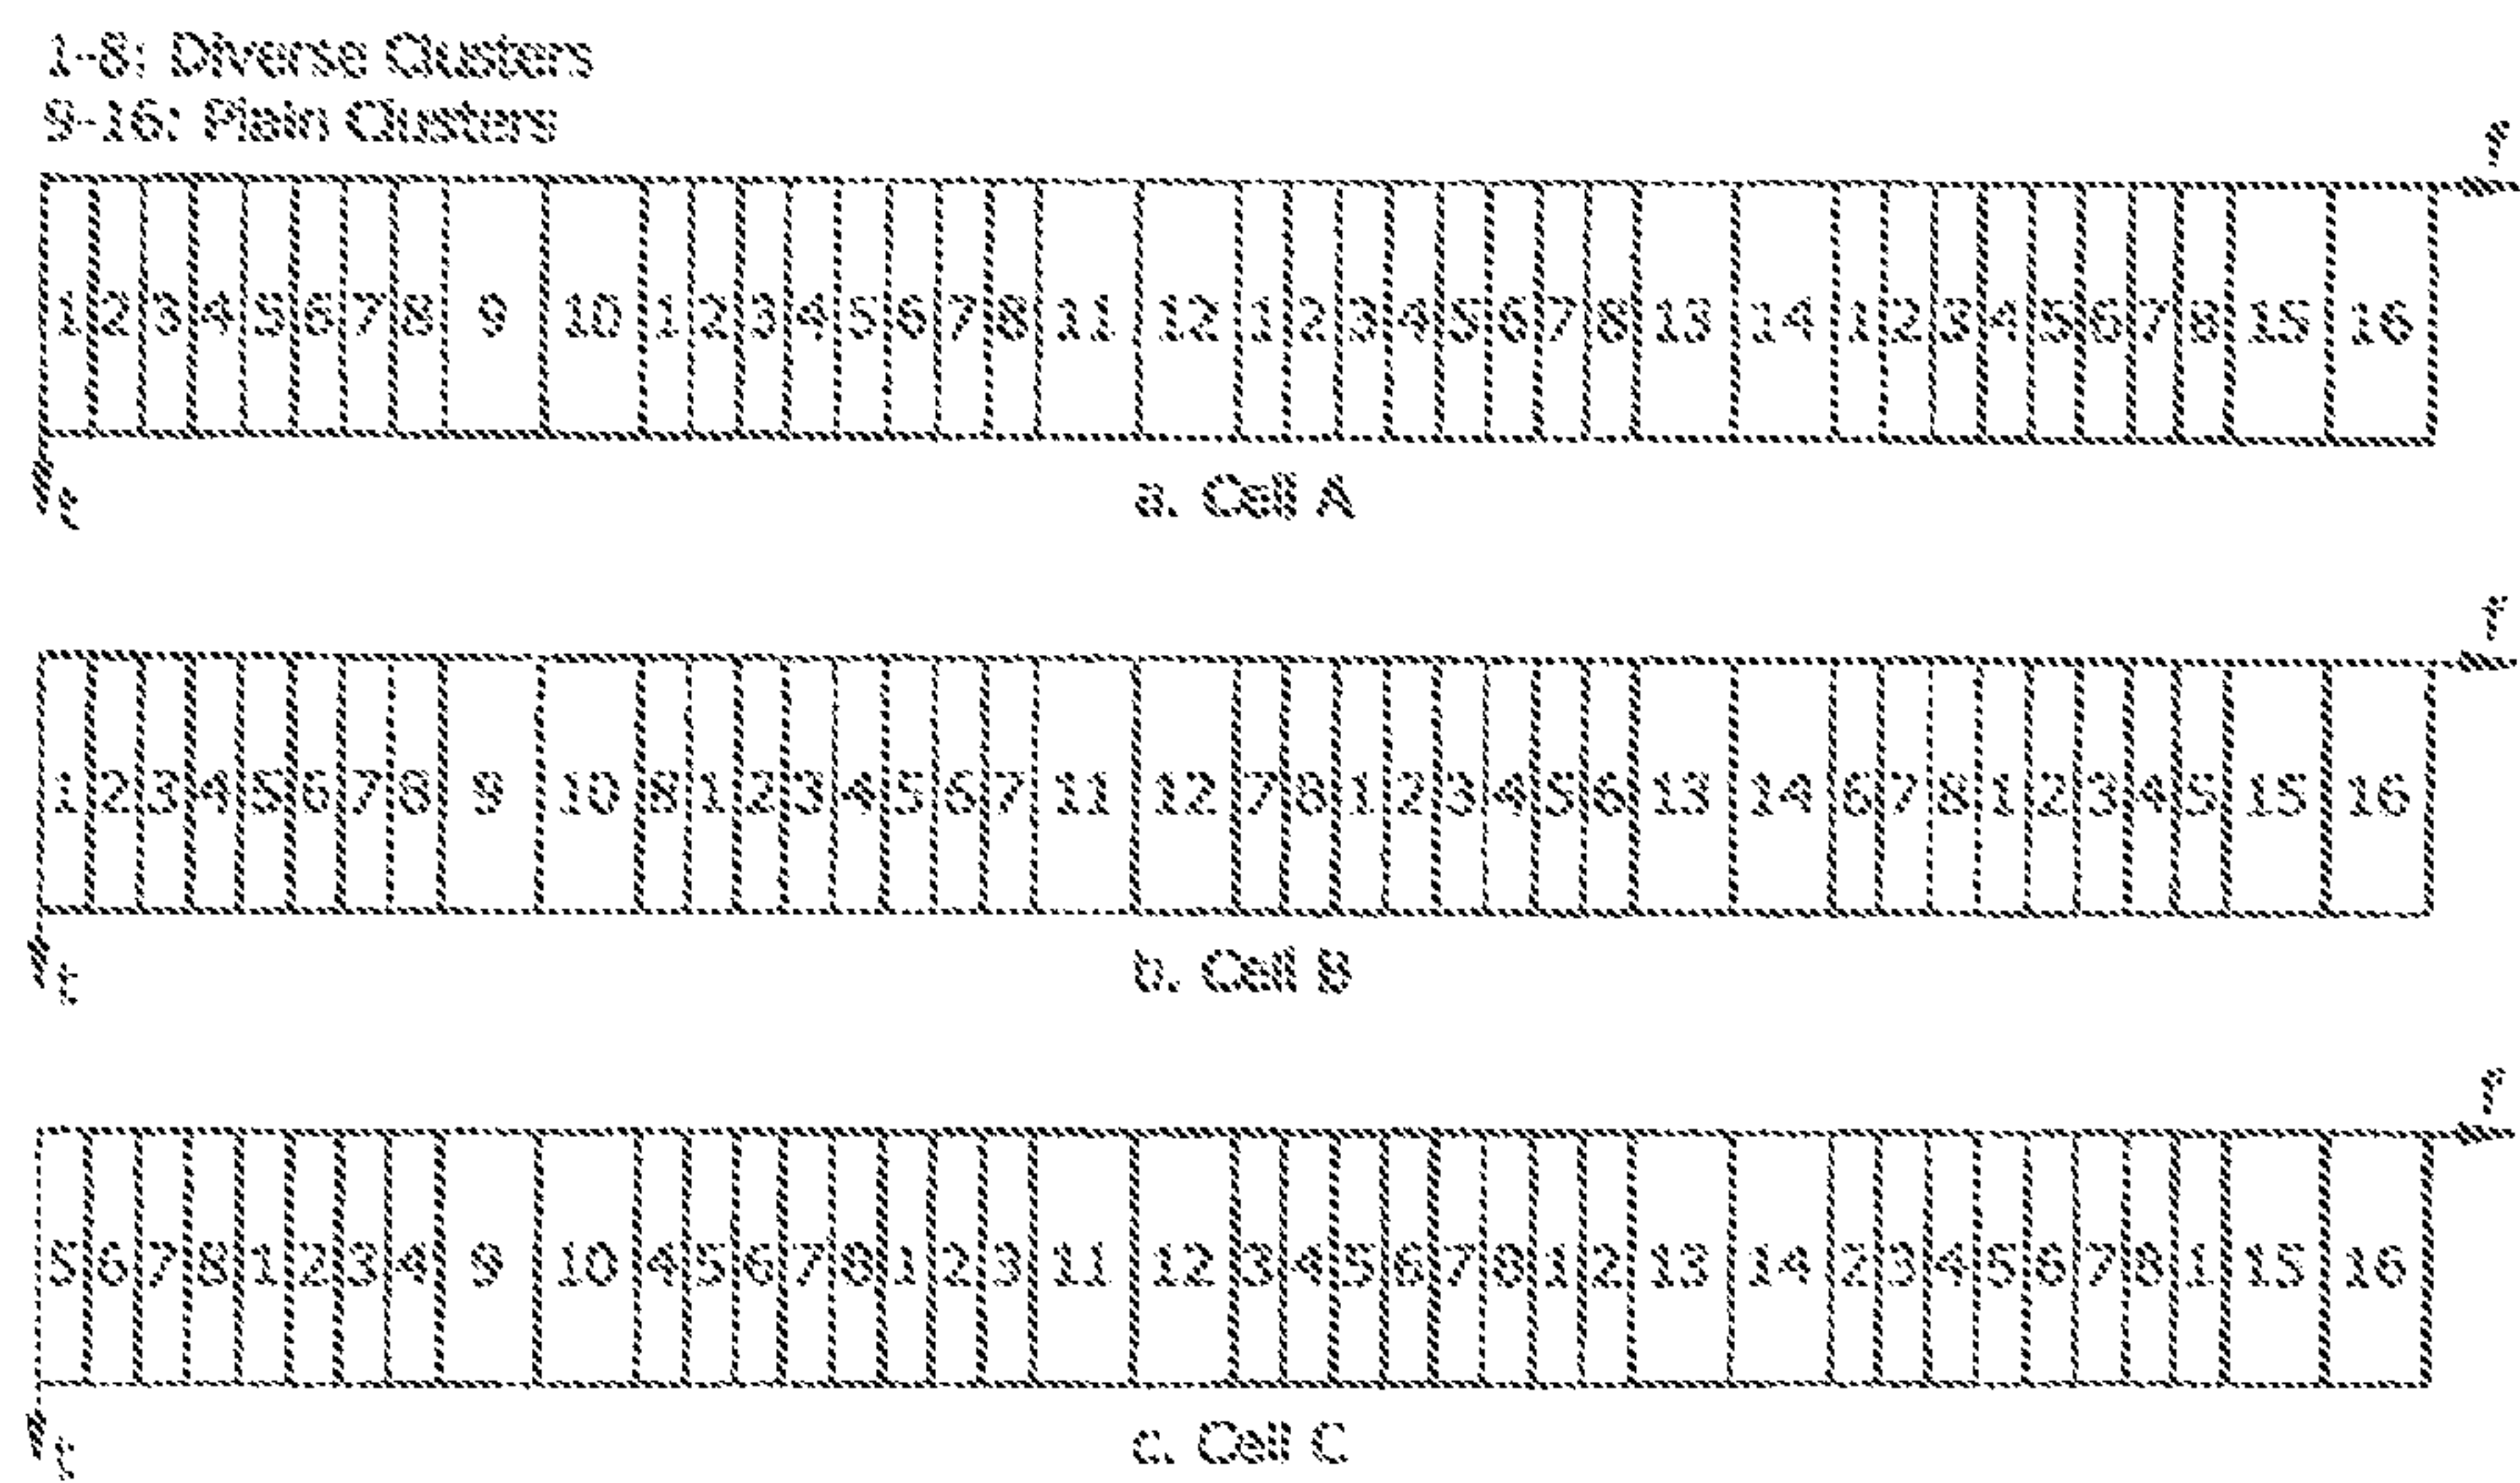 1-8: Diverse Clusters
9-16: Plain Clusters
f
1 2 3 4 5 6 7 8 9 10 1 2 3 4 5 6 7 8 11 12 1 2 3 4 5 6 7 8 13 14 1 2 3 4 5 6 7 8 15 16
t
a. Cell A
f
1 2 3 4 5 6 7 8 9 10 8 1 2 3 4 5 6 7 11 12 7 8 1 2 3 4 5 6 13 14 6 7 8 1 2 3 4 5 15 16
t
b. Cell B
f
5 6 7 8 1 2 3 4 9 10 4 5 6 7 8 1 2 3 11 12 3 4 5 6 7 8 1 2 13 14 2 3 4 5 6 7 8 1 15 16
t
c. Cell C